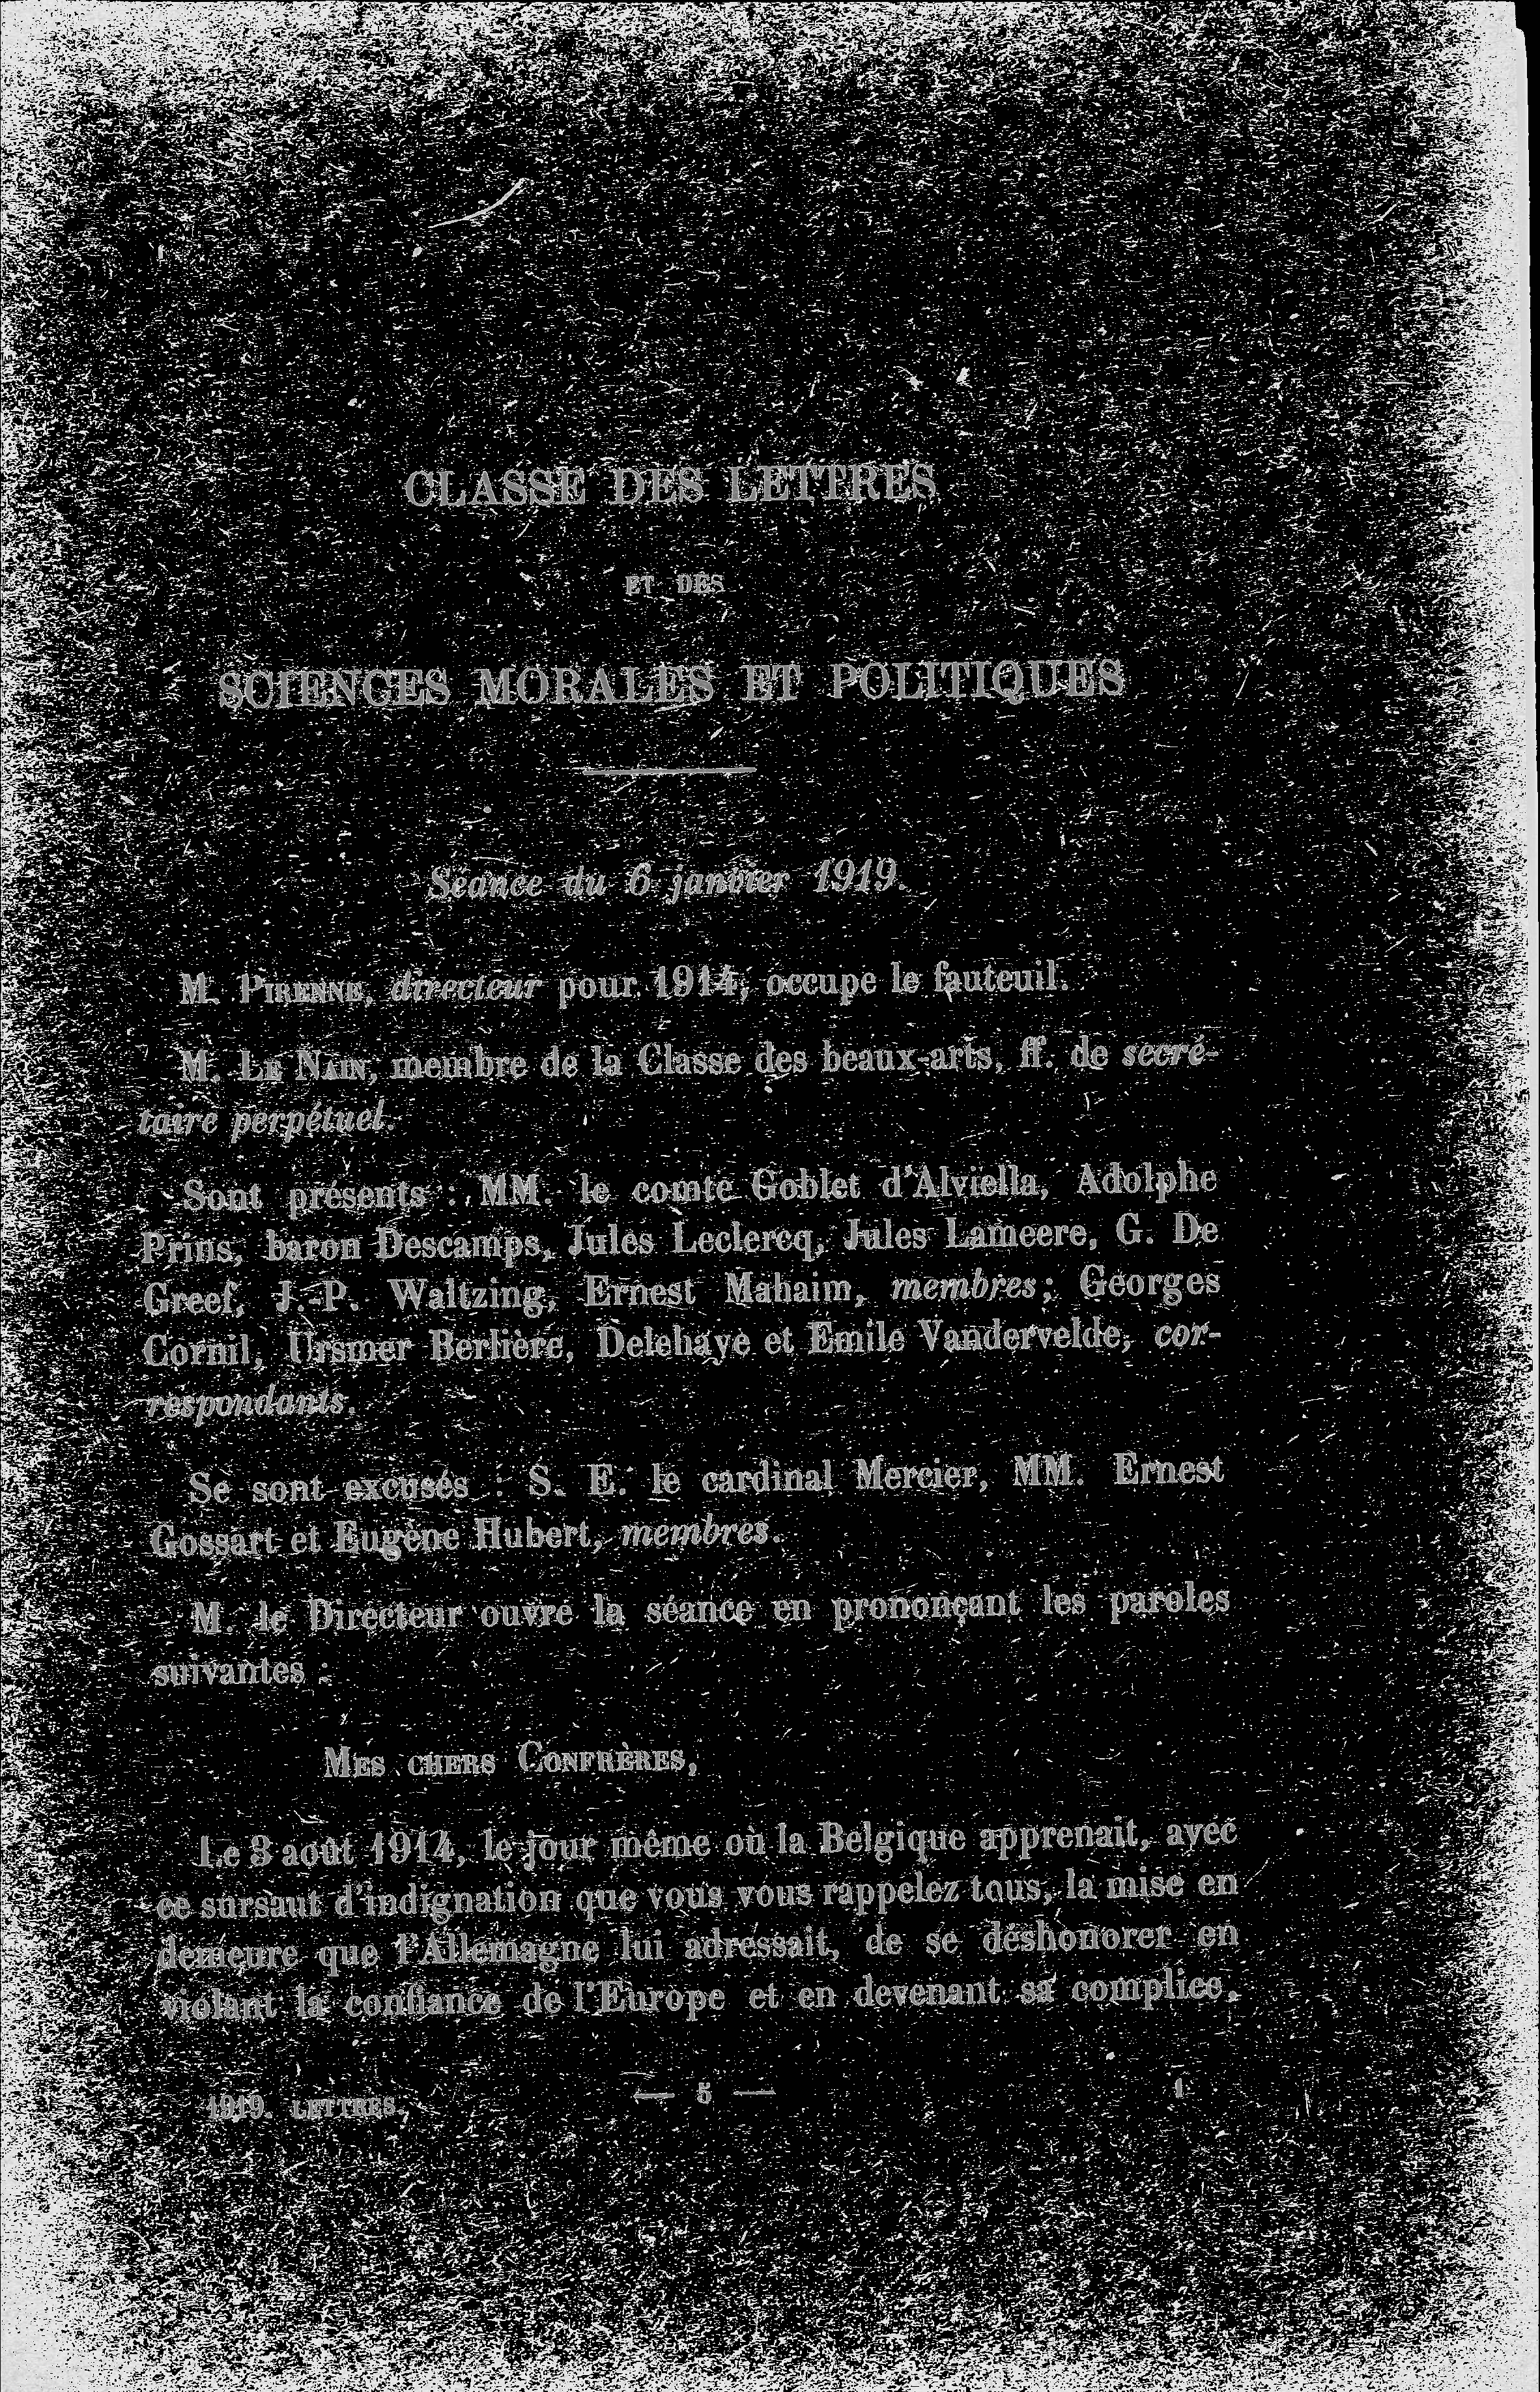 CLASSE DES LETTRES
ET DES
SCIENCES MORALES ET POLITIQUES
Séance du 6 janvier 1919.
M. PIRENNE, directeur pour 1914, occupe le fauteuil.
M. LE NAIN, membre de la Classe des beaux-arts, ff. de secré-
taire perpétuel.
Sont présents : MM. le comte Goblet d'Alviella, Adolphe
Prins, baron Descamps, Jules Leclercq, Jules Lameere, G. De
Greef, J.-P. Waltzing, Ernest Mahaim, membres; Georges
Cornil, Ursmer Berlière, Delehaye et Emile Vandervelde, cor-
respondants.
Se sont excusés : S. E. le cardinal Mercier, MM. Ernest
Gossart et Eugène Hubert, membres.
M. le Directeur ouvre la séance en prononçant les paroles
suivantes :
MES CHERS CONFRÈRES,
Le 3 août 1914, le jour même où la Belgique apprenait, avec
ce sursaut d'indignation que vous vous rappelez tous, la mise en
demeure que l'Allemagne lui adressait, de se déshonorer en
violant la confiance de l'Europe et en devenant sa complice,
1919. LETTRES. — 5 — 1